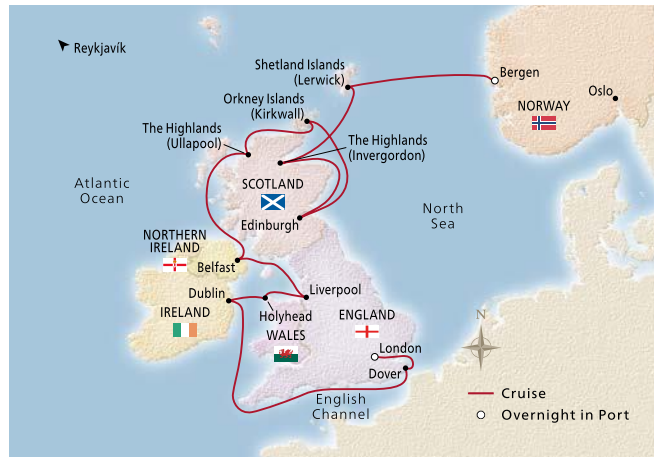 Reykjavík
Shetland Islands
(Lerwick)
Bergen
Oslo
Orkney Islands
(Kirkwall)
NORWAY
The Highlands
(Ullapool)
The Highlands
(Invergordon)
Atlantic
Ocean
SCOTLAND
North
Sea
Edinburgh
NORTHERN
IRELAND
Belfast
Dublin
Liverpool
IRELAND
Holyhead
ENGLAND
WALES
N
London
Dover
English
Channel
Cruise
Overnight in Port